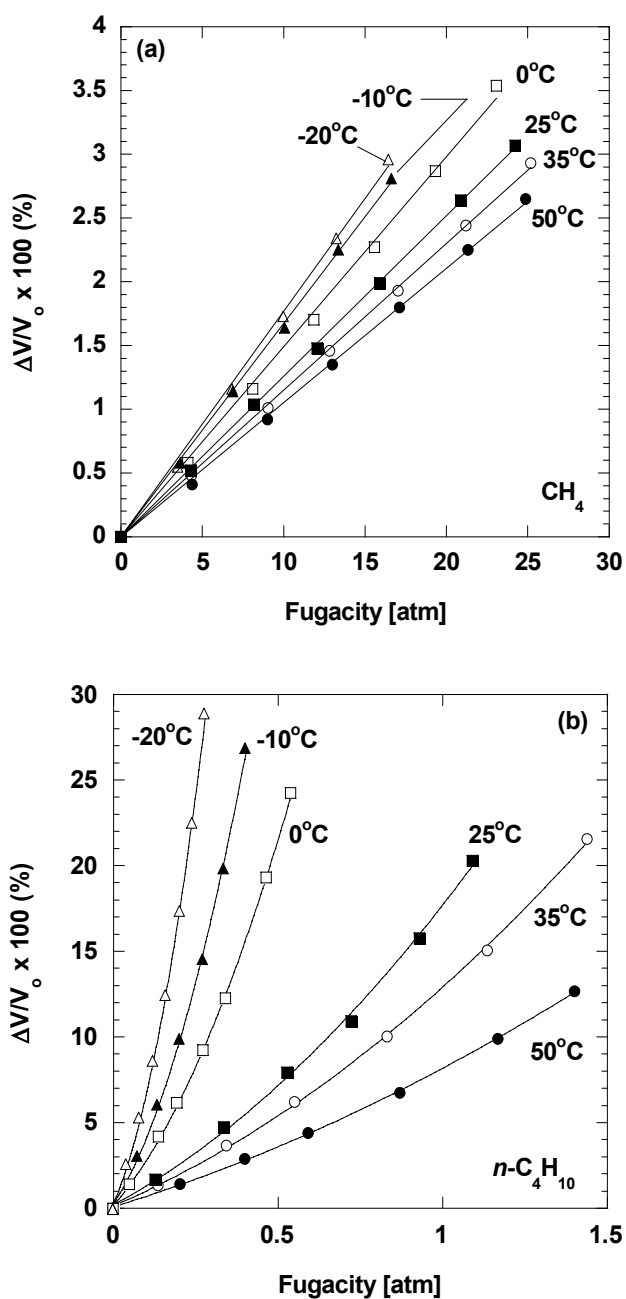 (a)
0°C
-10°C
-20°C
25°C
35°C
50°C
CH₄
ΔV/Vₒ x 100 (%)
4
3.5
3
2.5
2
1.5
1
0.5
0
0 5 10 15 20 25 30
Fugacity [atm]
(b)
-20°C
-10°C
0°C
25°C
35°C
50°C
n-C₄H₁₀
ΔV/Vₒ x 100 (%)
30
25
20
15
10
5
0
0 0.5 1 1.5
Fugacity [atm]